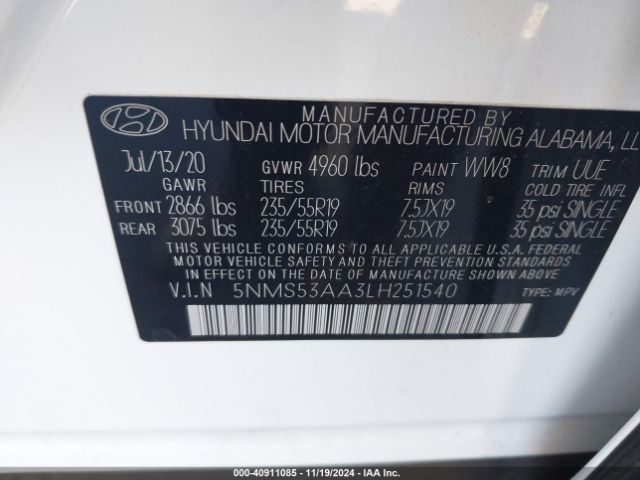 MANUFACTURED BY
HYUNDAI MOTOR MANUFACTURING ALABAMA, LL
Jul/13/20 GVWR 4960 lbs PAINT WW8 TRIM UUE
GAWR TIRES RIMS COLD TIRE INFL
FRONT 2866 lbs 235/55R19 7.5JX19 35 psi SINGLE
REAR 3075 lbs 235/55R19 7.5JX19 35 psi SINGLE
THIS VEHICLE CONFORMS TO ALL APPLICABLE U.S.A. FEDERAL
MOTOR VEHICLE SAFETY AND THEFT PREVENTION STANDARDS
IN EFFECT ON THE DATE OF MANUFACTURE SHOWN ABOVE.
V.I.N 5NMS53AA3LH251540 TYPE: MPV
000-40911085 - 11/19/2024 - IAA Inc.